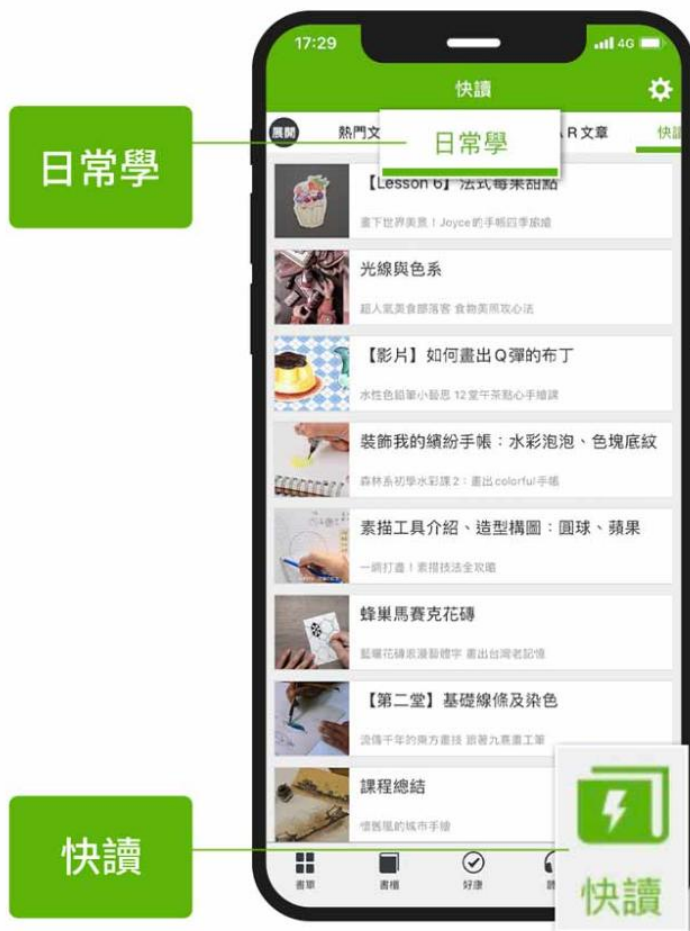 17:29
4G
快讀
日常學
展開
熱門文
日常學
AR文章
快讀
【Lesson 6】法式莓果甜點
畫下世界美景！Joyce的手帳四季旅繪
光線與色系
超人氣美食部落客 食物美照攻心法
【影片】如何畫出Q彈的布丁
水性色鉛筆小藝思 12堂午茶點心手繪課
裝飾我的繽紛手帳：水彩泡泡、色塊底紋
森林系初學水彩課2：畫出colorful手帳
素描工具介紹、造型構圖：圓球、蘋果
一網打盡！素描技法全攻略
蜂巢馬賽克花磚
藍曬花磚浪漫藝體字 畫出台灣老記憶
【第二堂】基礎線條及染色
流傳千年的東方畫技 跟著九熹畫工筆
課程總結
懷舊風的城市手繪
快讀
書單
書櫃
好康
快讀